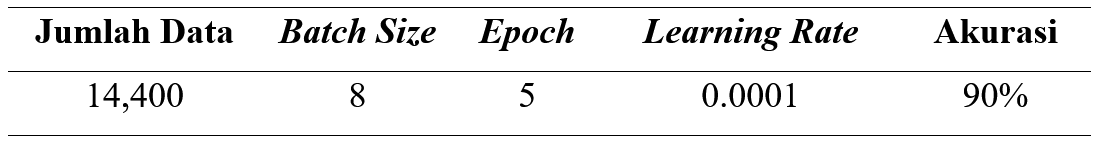 Jumlah Data Batch Size Epoch Learning Rate Akurasi
14,400 8 5 0.0001 90%